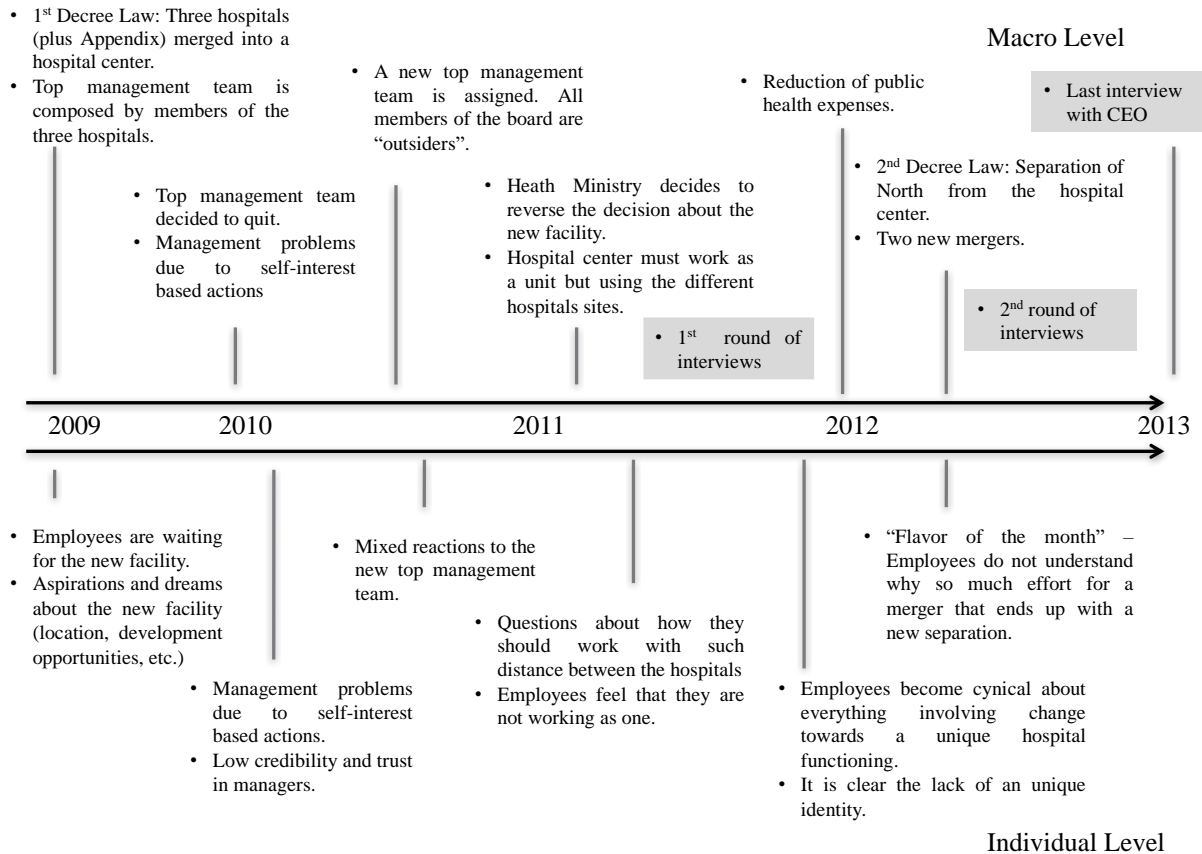 • 1st Decree Law: Three hospitals
(plus Appendix) merged into a
hospital center.
• Top management team is
composed by members of the
three hospitals.
• Top management team
decided to quit.
• Management problems
due to self-interest
based actions
• A new top management
team is assigned. All
members of the board are
“outsiders”.
• Heath Ministry decides to
reverse the decision about the
new facility.
• Hospital center must work as
a unit but using the different
hospitals sites.
• 1st round of
interviews
Macro Level
• Reduction of public
health expenses.
• Last interview
with CEO
• 2nd Decree Law: Separation of
North from the hospital
center.
• Two new mergers.
• 2nd round of
interviews
2009 2010 2011 2012 2013
• Employees are waiting
for the new facility.
• Aspirations and dreams
about the new facility
(location, development
opportunities, etc.)
• Management problems
due to self-interest
based actions.
• Low credibility and trust
in managers.
• Mixed reactions to the
new top management
team.
• Questions about how they
should work with such
distance between the hospitals
• Employees feel that they are
not working as one.
• “Flavor of the month” –
Employees do not understand
why so much effort for a
merger that ends up with a
new separation.
• Employees become cynical about
everything involving change
towards a unique hospital
functioning.
• It is clear the lack of an unique
identity.
Individual Level